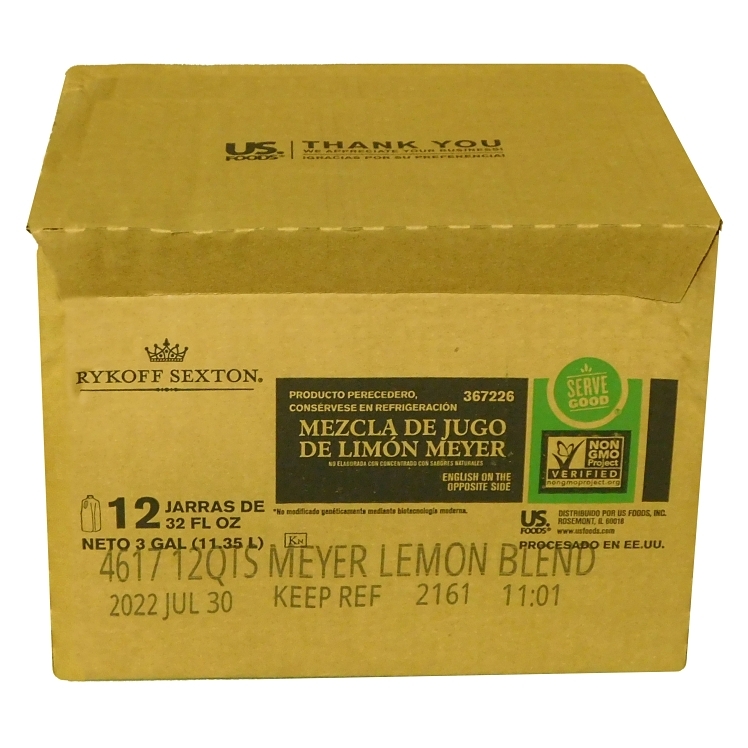 US FOODS® THANK YOU
WE APPRECIATE YOUR BUSINESS!
¡GRACIAS POR SU PREFERENCIA!
RYKOFF SEXTON®
PRODUCTO PERECEDERO, 367226
CONSÉRVESE EN REFRIGERACIÓN
MEZCLA DE JUGO
DE LIMÓN MEYER
NO ELABORADA CON CONCENTRADO CON SABORES NATURALES
ENGLISH ON THE
OPPOSITE SIDE
SERVE
GOOD
NON
GMO
Project
VERIFIED
nongmoproject.org
12 JARRAS DE
32 FL OZ
NETO 3 GAL (11.35 L)
KN
*No modificado genéticamente mediante biotecnología moderna.
US FOODS®
DISTRIBUIDO POR US FOODS, INC.
ROSEMONT, IL 60018
www.usfoods.com
PROCESADO EN EE.UU.
4617 12QTS MEYER LEMON BLEND
2022 JUL 30 KEEP REF 2161 11:01